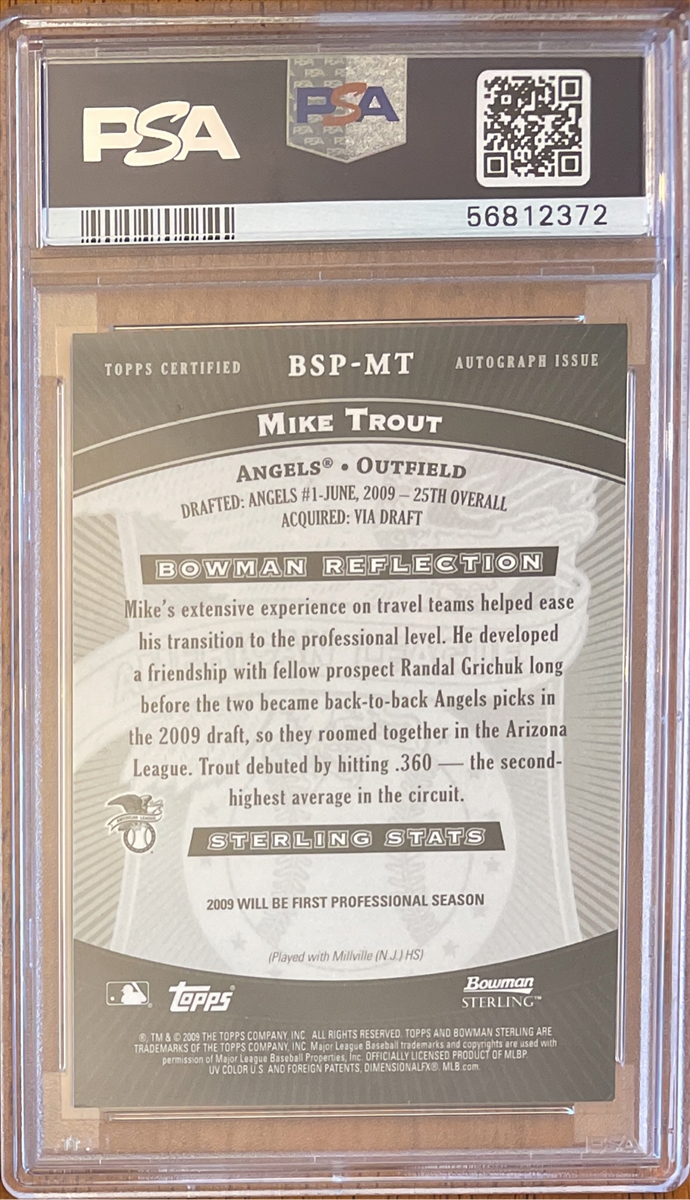 PSA
PSA
56812372
TOPPS CERTIFIED BSP-MT AUTOGRAPH ISSUE
MIKE TROUT
ANGELS® • OUTFIELD
DRAFTED: ANGELS #1-JUNE, 2009 – 25TH OVERALL
ACQUIRED: VIA DRAFT
BOWMAN REFLECTION
Mike's extensive experience on travel teams helped ease
his transition to the professional level. He developed
a friendship with fellow prospect Randal Grichuk long
before the two became back-to-back Angels picks in
the 2009 draft, so they roomed together in the Arizona
League. Trout debuted by hitting .360 — the second-
highest average in the circuit.
STERLING STATS
2009 WILL BE FIRST PROFESSIONAL SEASON
(Played with Millville (N.J.) HS)
Topps
Bowman
STERLING™
®, TM & © 2009 THE TOPPS COMPANY, INC. ALL RIGHTS RESERVED. TOPPS AND BOWMAN STERLING ARE
TRADEMARKS OF THE TOPPS COMPANY, INC. Major League Baseball trademarks and copyrights are used with
permission of Major League Baseball Properties, Inc. OFFICIALLY LICENSED PRODUCT OF MLBP
UV COLOR U.S. AND FOREIGN PATENTS, DIMENSIONALFX®. MLB.com.
PSA